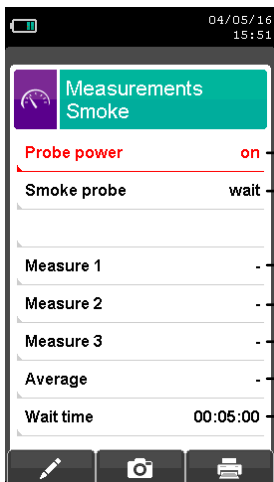 04/05/16
15:51
Measurements
Smoke
Probe power on
Smoke probe wait
Measure 1 -
Measure 2 -
Measure 3 -
Average -
Wait time 00:05:00